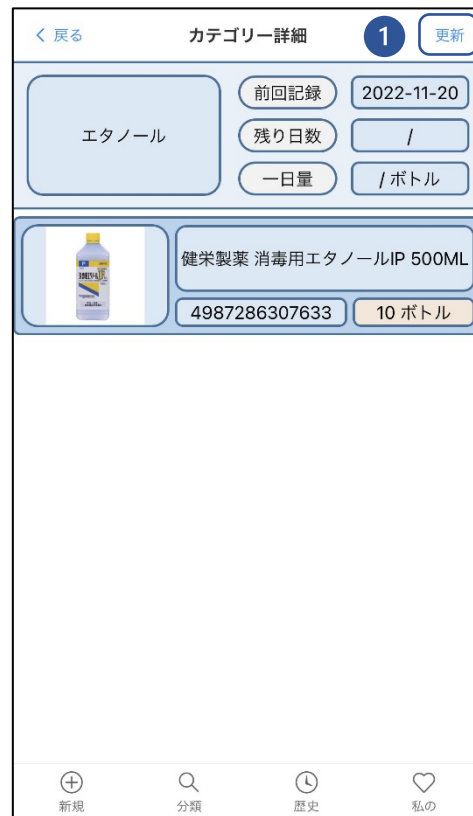 戻る カテゴリー詳細 1 更新
エタノール
前回記録 2022-11-20
残り日数 /
一日量 / ボトル
健栄製薬 消毒用エタノールIP 500ML
4987286307633 10 ボトル
新規 分類 歴史 私の